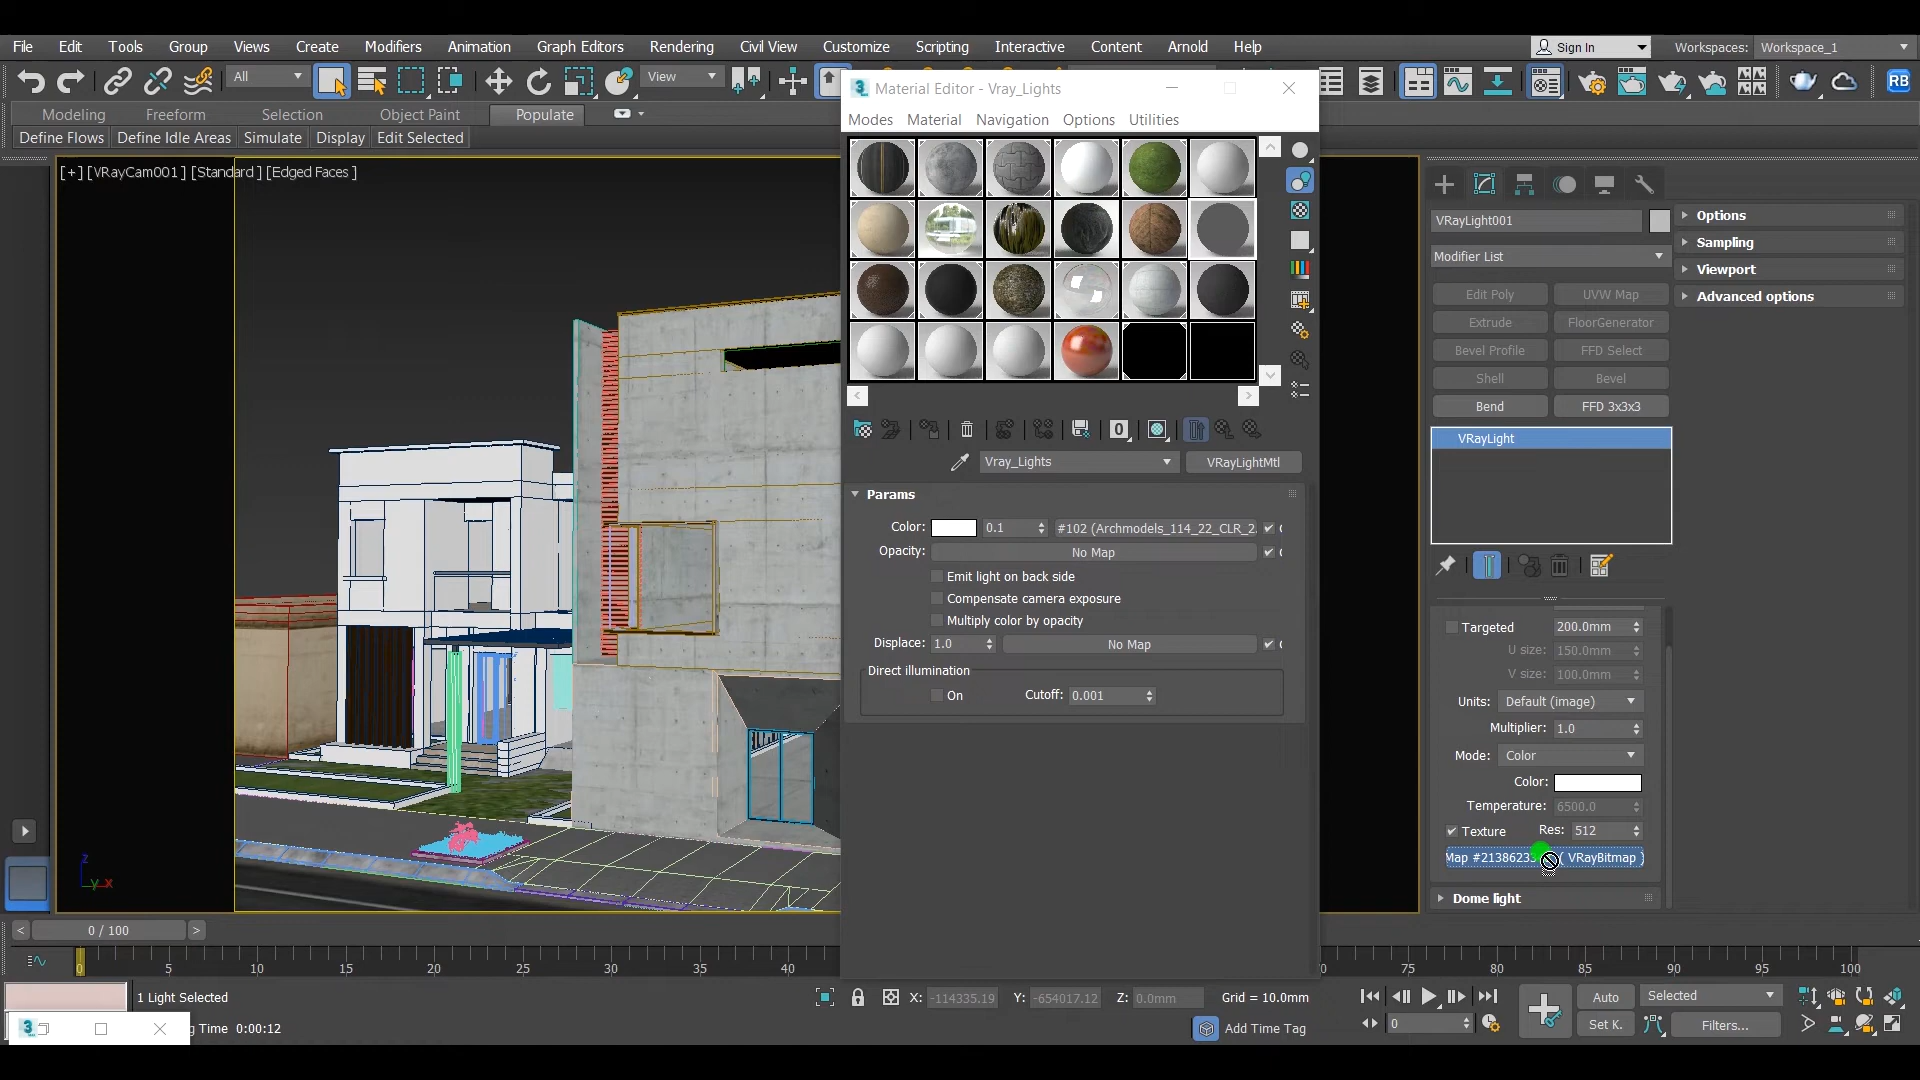 File Edit Tools Group Views Create Modifiers Animation Graph Editors Rendering Civil View Customize Scripting Interactive Content Arnold Help Sign In Workspaces: Workspace_1
All View RB
Modeling Freeform Selection Object Paint Populate
Define Flows Define Idle Areas Simulate Display Edit Selected
[+] [VRayCam001] [Standard] [Edged Faces]
Material Editor - Vray_Lights
Modes Material Navigation Options Utilities
0
Vray_Lights VRayLightMtl
Params
Color: 0.1 #102 (Archmodels_114_22_CLR_2.
Opacity: No Map
Emit light on back side
Compensate camera exposure
Multiply color by opacity
Displace: 1.0 No Map
Direct illumination
On Cutoff: 0.001
VRayLight001
Modifier List
Edit Poly UVW Map
Extrude FloorGenerator
Bevel Profile FFD Select
Shell Bevel
Bend FFD 3x3x3
VRayLight
Targeted 200.0mm
U size: 150.0mm
V size: 100.0mm
Units: Default (image)
Multiplier: 1.0
Mode: Color
Color:
Temperature: 6500.0
Texture Res: 512
Map #2138623 ( VRayBitmap )
Dome light
Options
Sampling
Viewport
Advanced options
z
y x
0 / 100
0 5 10 15 20 25 30 35 40 0 75 80 85 90 95 100
1 Light Selected X: -114335.19 Y: -654017.12 Z: 0.0mm Grid = 10.0mm Auto Selected
g Time 0:00:12 Add Time Tag 0 Set K. Filters...